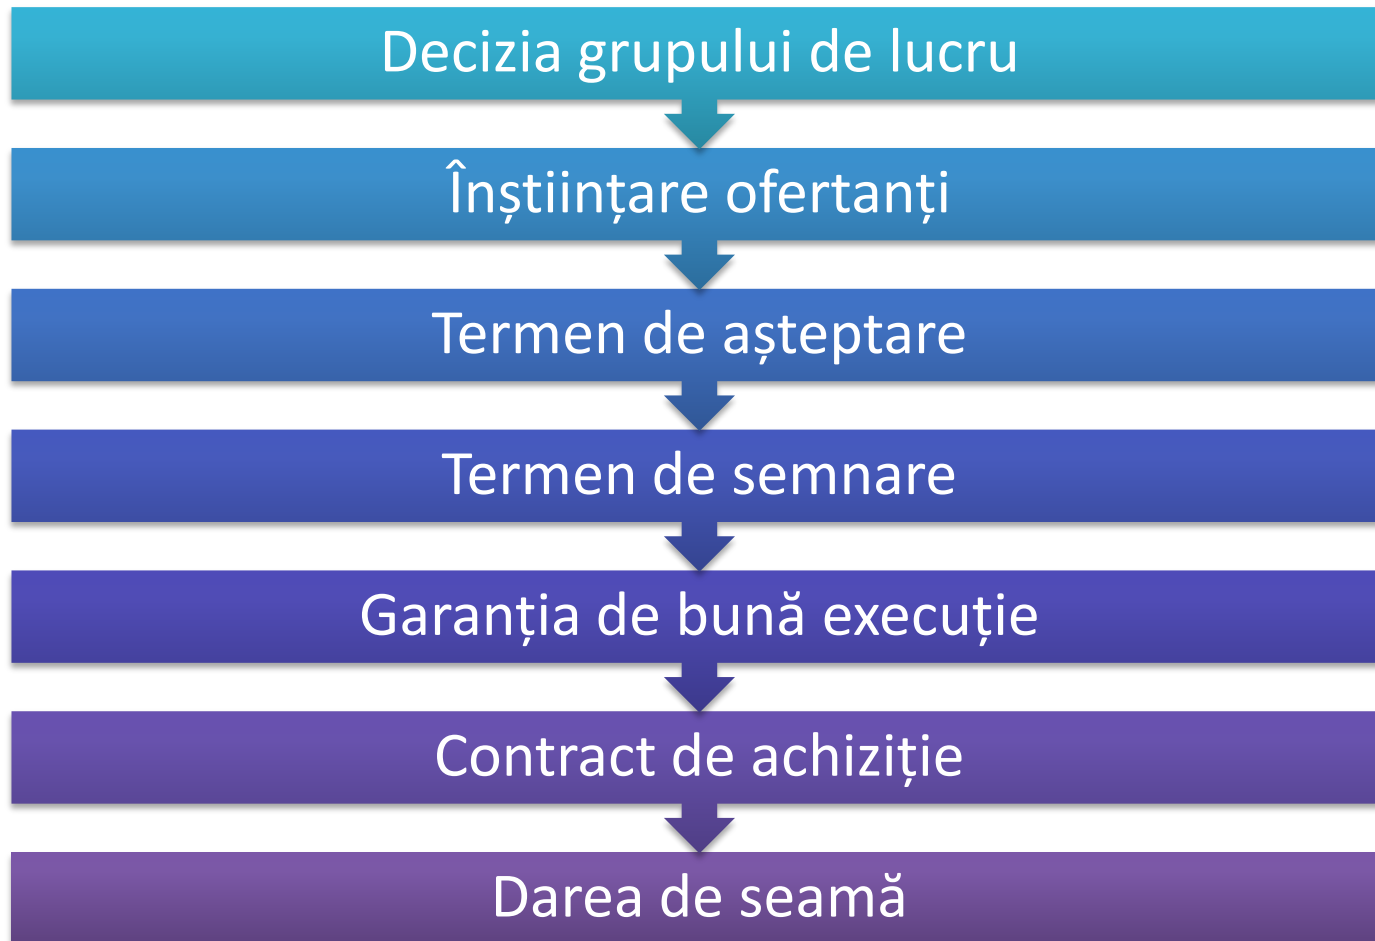 Decizia grupului de lucru
Înștiințare ofertanți
Termen de așteptare
Termen de semnare
Garanția de bună execuție
Contract de achiziție
Darea de seamă